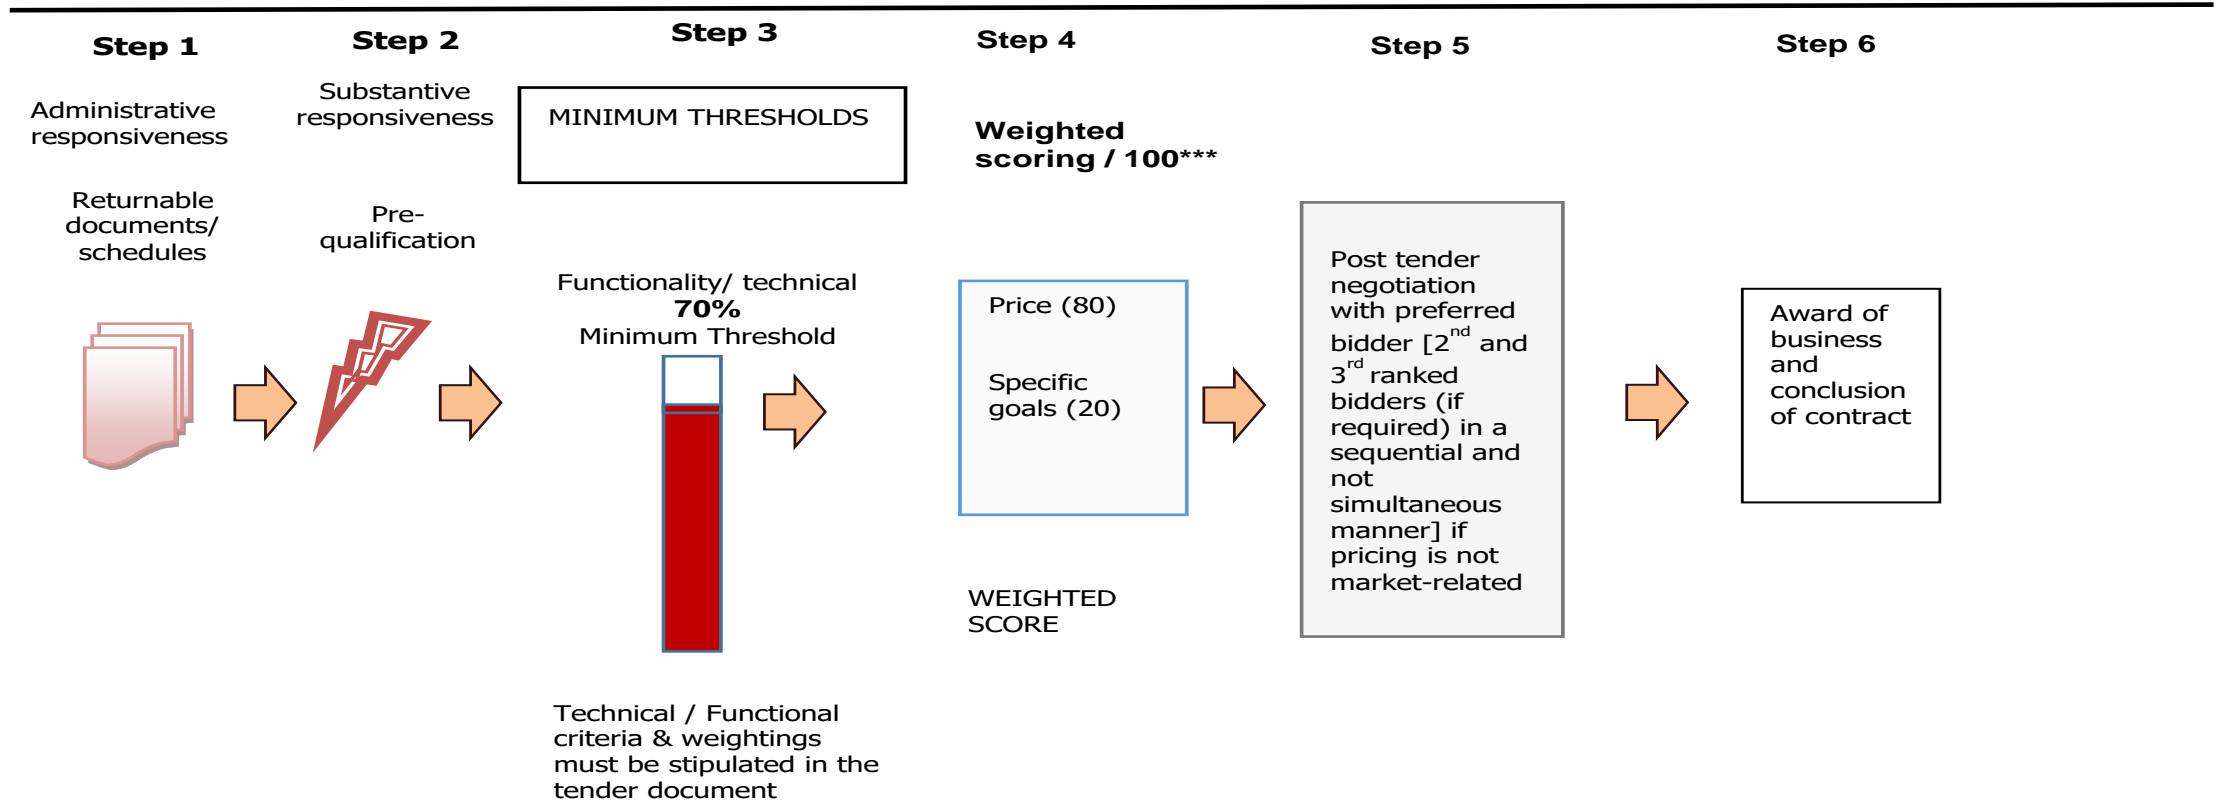 Step 1
Administrative
responsiveness
Returnable
documents/
schedules
Step 2
Substantive
responsiveness
Pre-
qualification
Step 3
MINIMUM THRESHOLDS
Functionality/ technical
70%
Minimum Threshold
Technical / Functional
criteria & weightings
must be stipulated in the
tender document
Step 4
Weighted
scoring / 100***
Price (80)
Specific
goals (20)
WEIGHTED
SCORE
Step 5
Post tender
negotiation
with preferred
bidder [2nd and
3rd ranked
bidders (if
required) in a
sequential and
not
simultaneous
manner] if
pricing is not
market-related
Step 6
Award of
business
and
conclusion
of contract